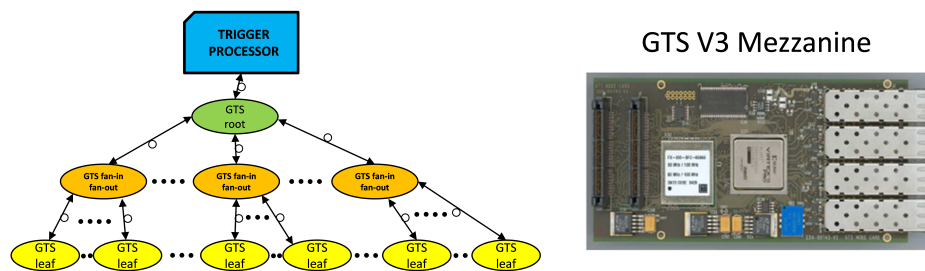 TRIGGER
PROCESSOR
GTS V3 Mezzanine
GTS
root
GTS fan-in
fan-out
GTS fan-in
fan-out
GTS fan-in
fan-out
GTS
leaf
GTS
leaf
GTS
leaf
GTS
leaf
GTS
leaf
GTS
leaf